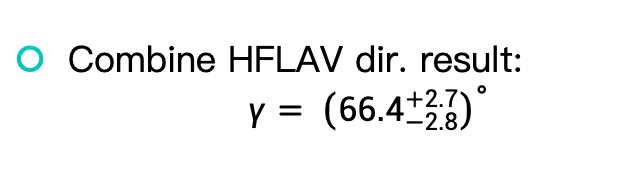 Combine HFLAV dir. result:
γ = (66.4⁺²·⁷₋₂.₈)°